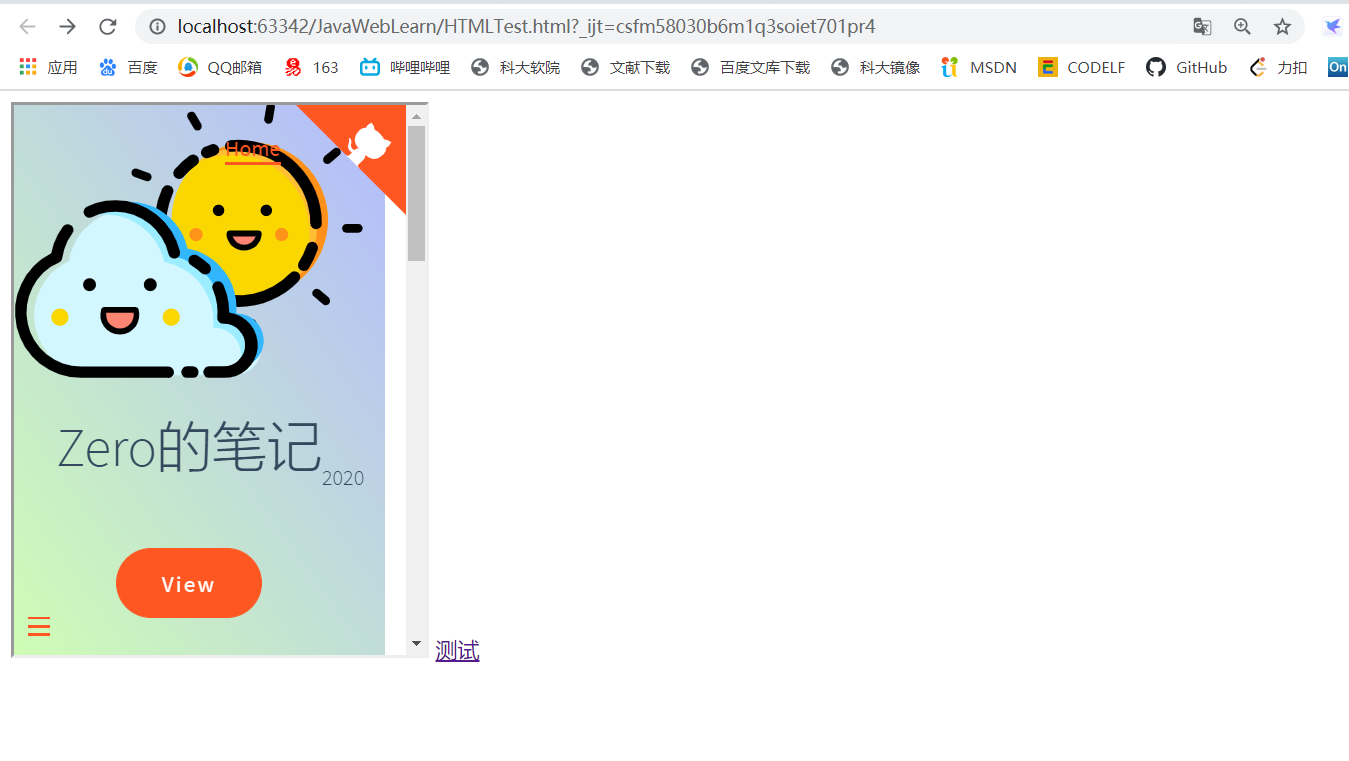 localhost:63342/JavaWebLearn/HTMLTest.html?_ijt=csfm58030b6m1q3soiet701pr4
应用 百度 QQ邮箱 163 哔哩哔哩 科大软院 文献下载 百度文库下载 科大镜像 MSDN CODELF GitHub 力扣 On
Home
Zero的笔记 2020
View
测试